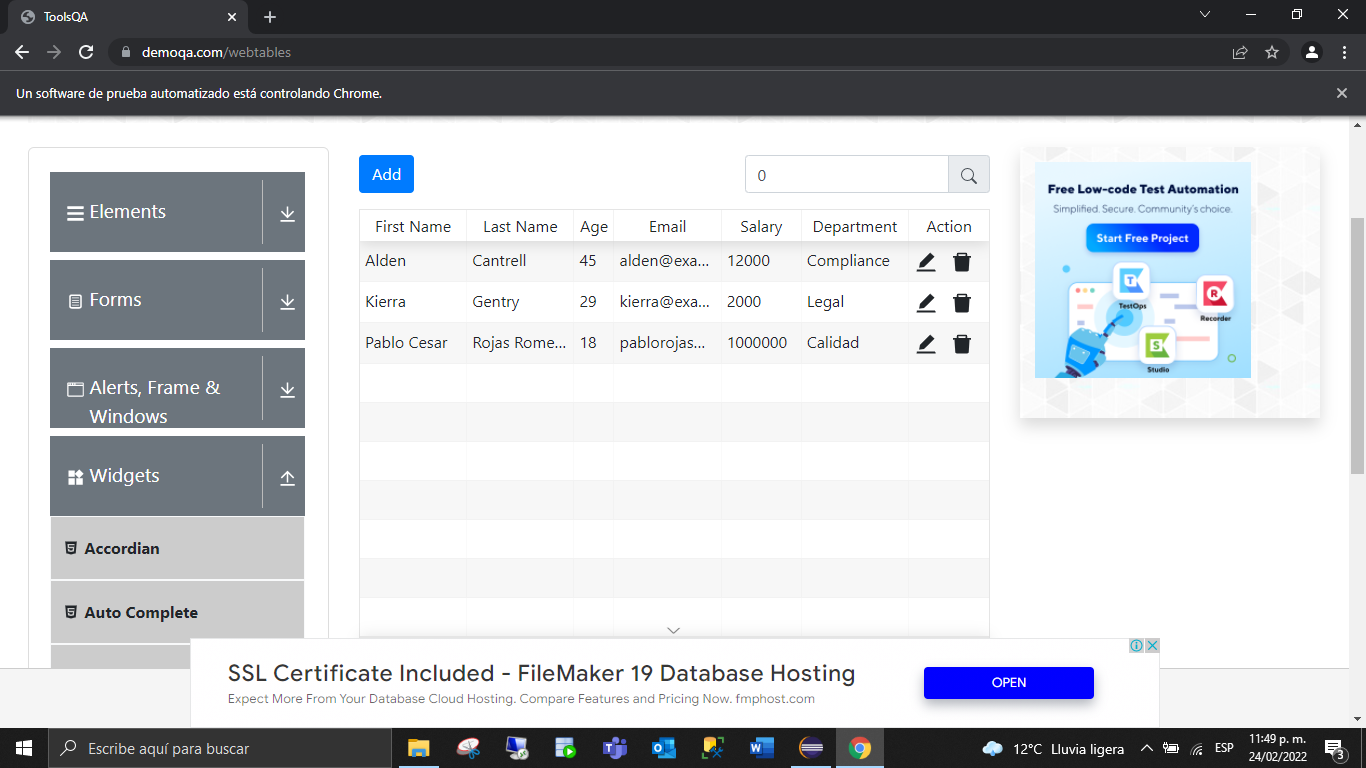 ToolsQA
demoqa.com/webtables
Un software de prueba automatizado está controlando Chrome.
Elements
Forms
Alerts, Frame &
Windows
Widgets
Accordian
Auto Complete
Add
0
First Name Last Name Age Email Salary Department Action
Alden Cantrell 45 alden@exa... 12000 Compliance
Kierra Gentry 29 kierra@exa... 2000 Legal
Pablo Cesar Rojas Rome... 18 pablorojas... 1000000 Calidad
Free Low-code Test Automation
Simplified. Secure. Community's choice.
Start Free Project
TestOps
Recorder
Studio
SSL Certificate Included - FileMaker 19 Database Hosting
Expect More From Your Database Cloud Hosting. Compare Features and Pricing Now. fmphost.com
OPEN
Escribe aquí para buscar
12°C Lluvia ligera
ESP
11:49 p. m.
24/02/2022
3